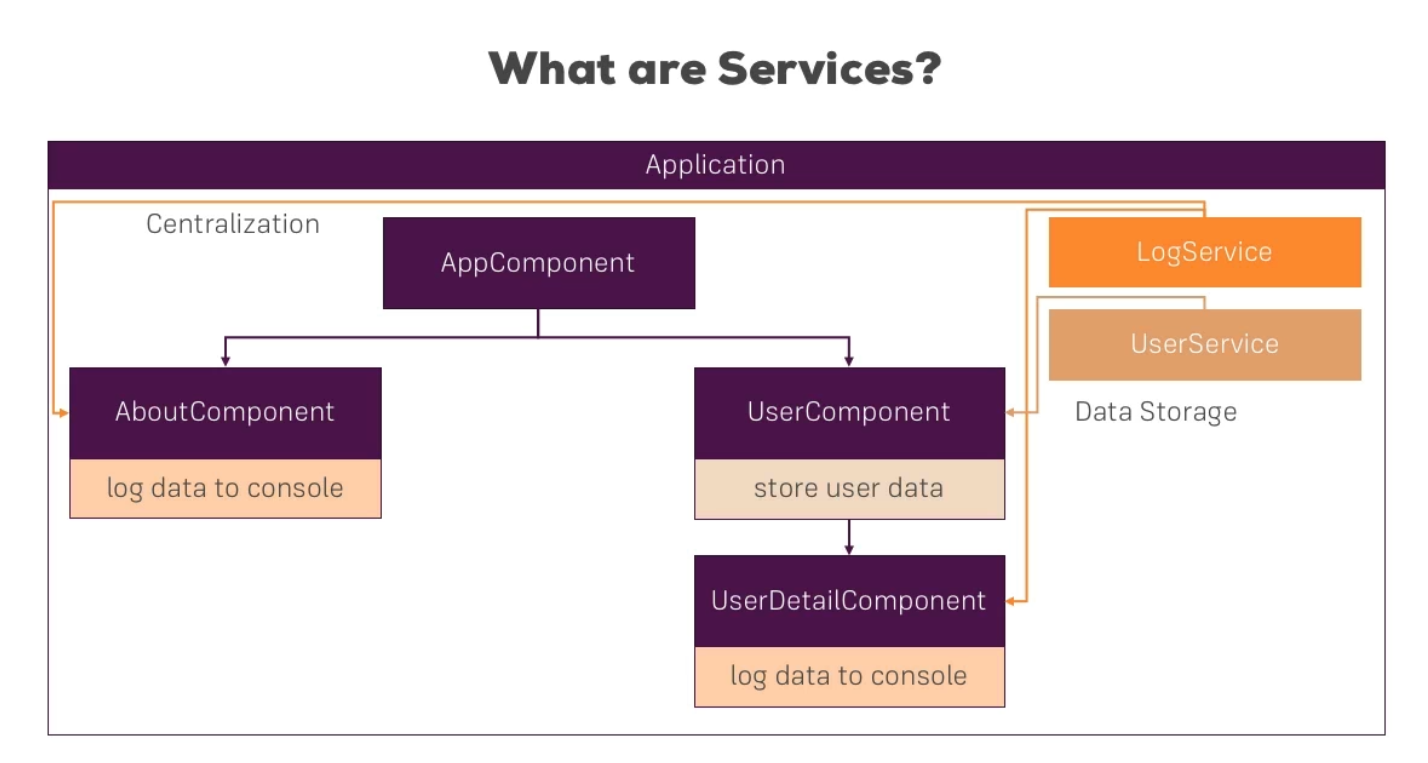 What are Services?
Application
Centralization
AppComponent
LogService
UserService
AboutComponent
UserComponent
Data Storage
log data to console
store user data
UserDetailComponent
log data to console